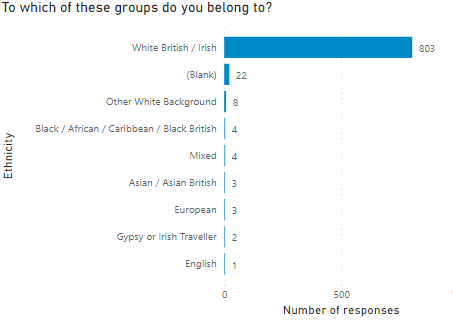 To which of these groups do you belong to?
White British / Irish 803
(Blank) 22
Other White Background 8
Black / African / Caribbean / Black British 4
Mixed 4
Asian / Asian British 3
European 3
Gypsy or Irish Traveller 2
English 1
Ethnicity
0 500
Number of responses